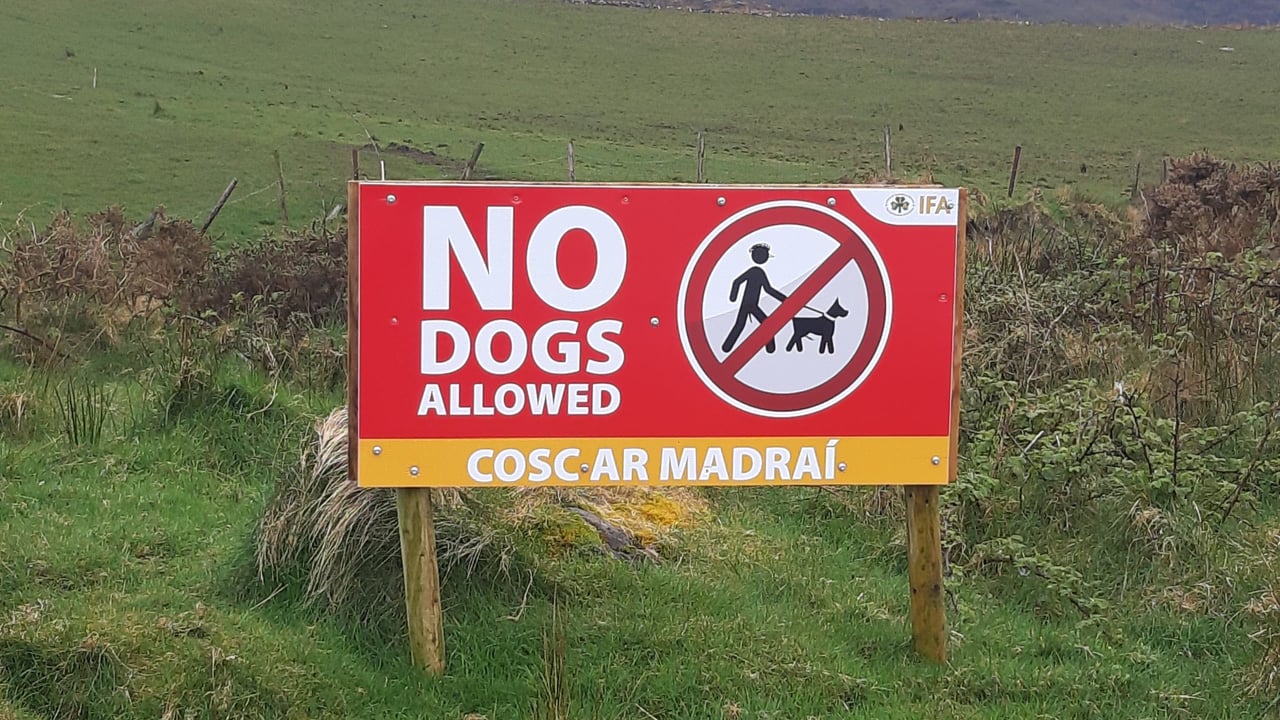 IFA
NO
DOGS
ALLOWED
COSC AR MADRAÍ